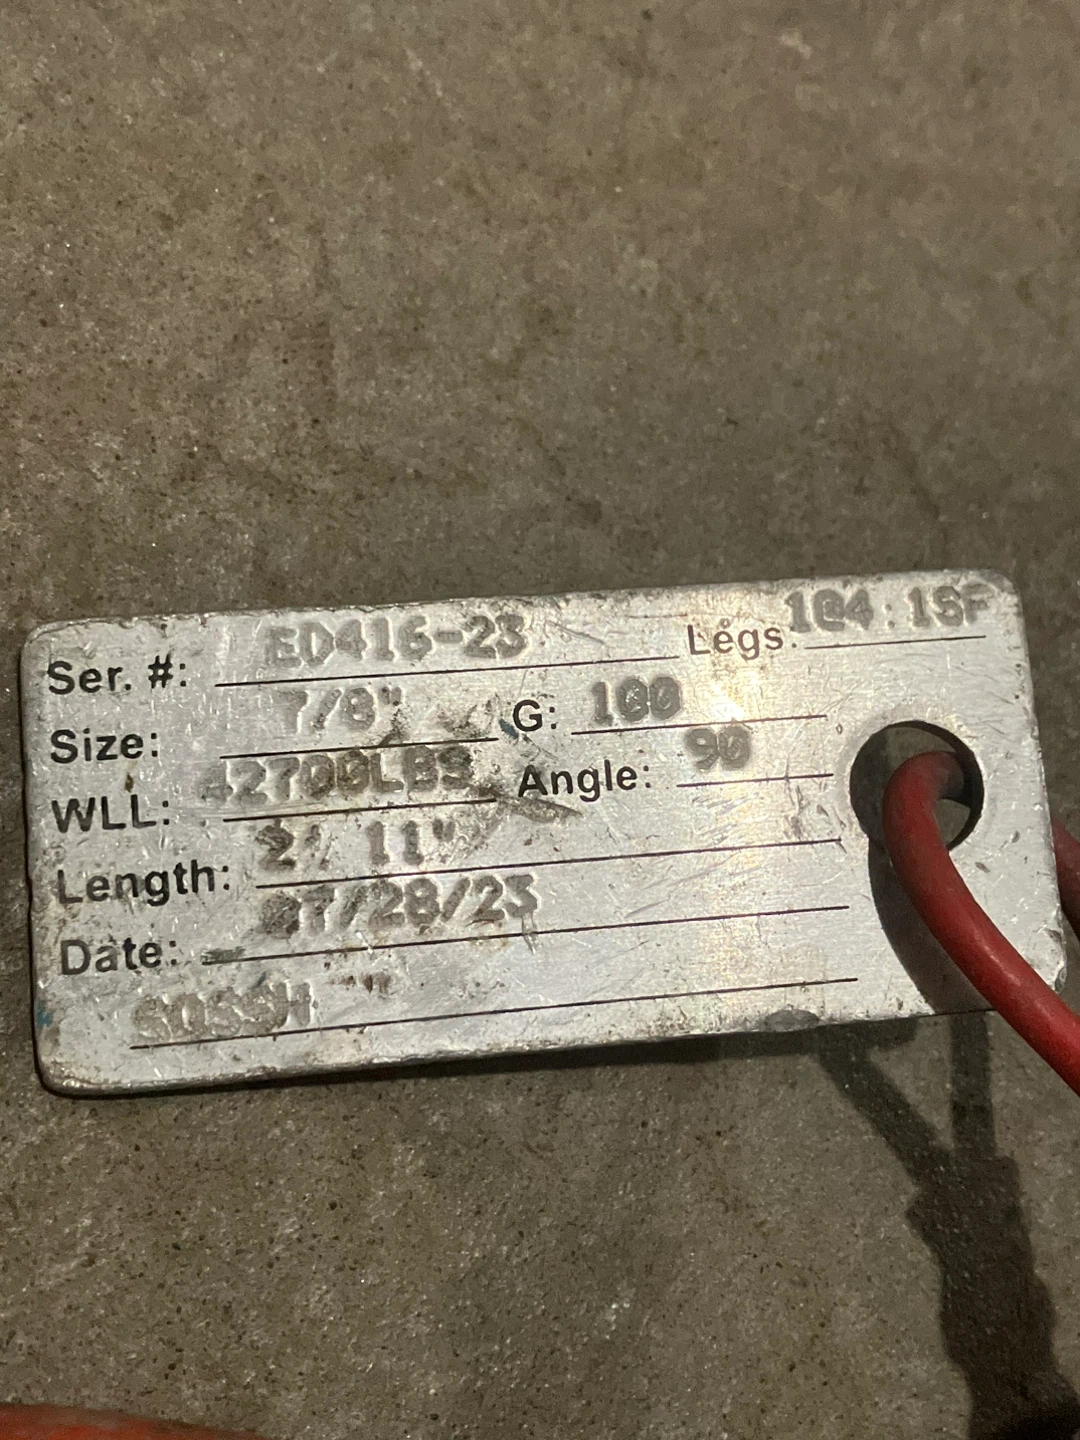 Ser. #: ED416-23 Legs: 1@4:1SF
Size: 7/8" G: 100
WLL: 42700LBS Angle: 90
Length: 2' 11"
Date: 07/28/23